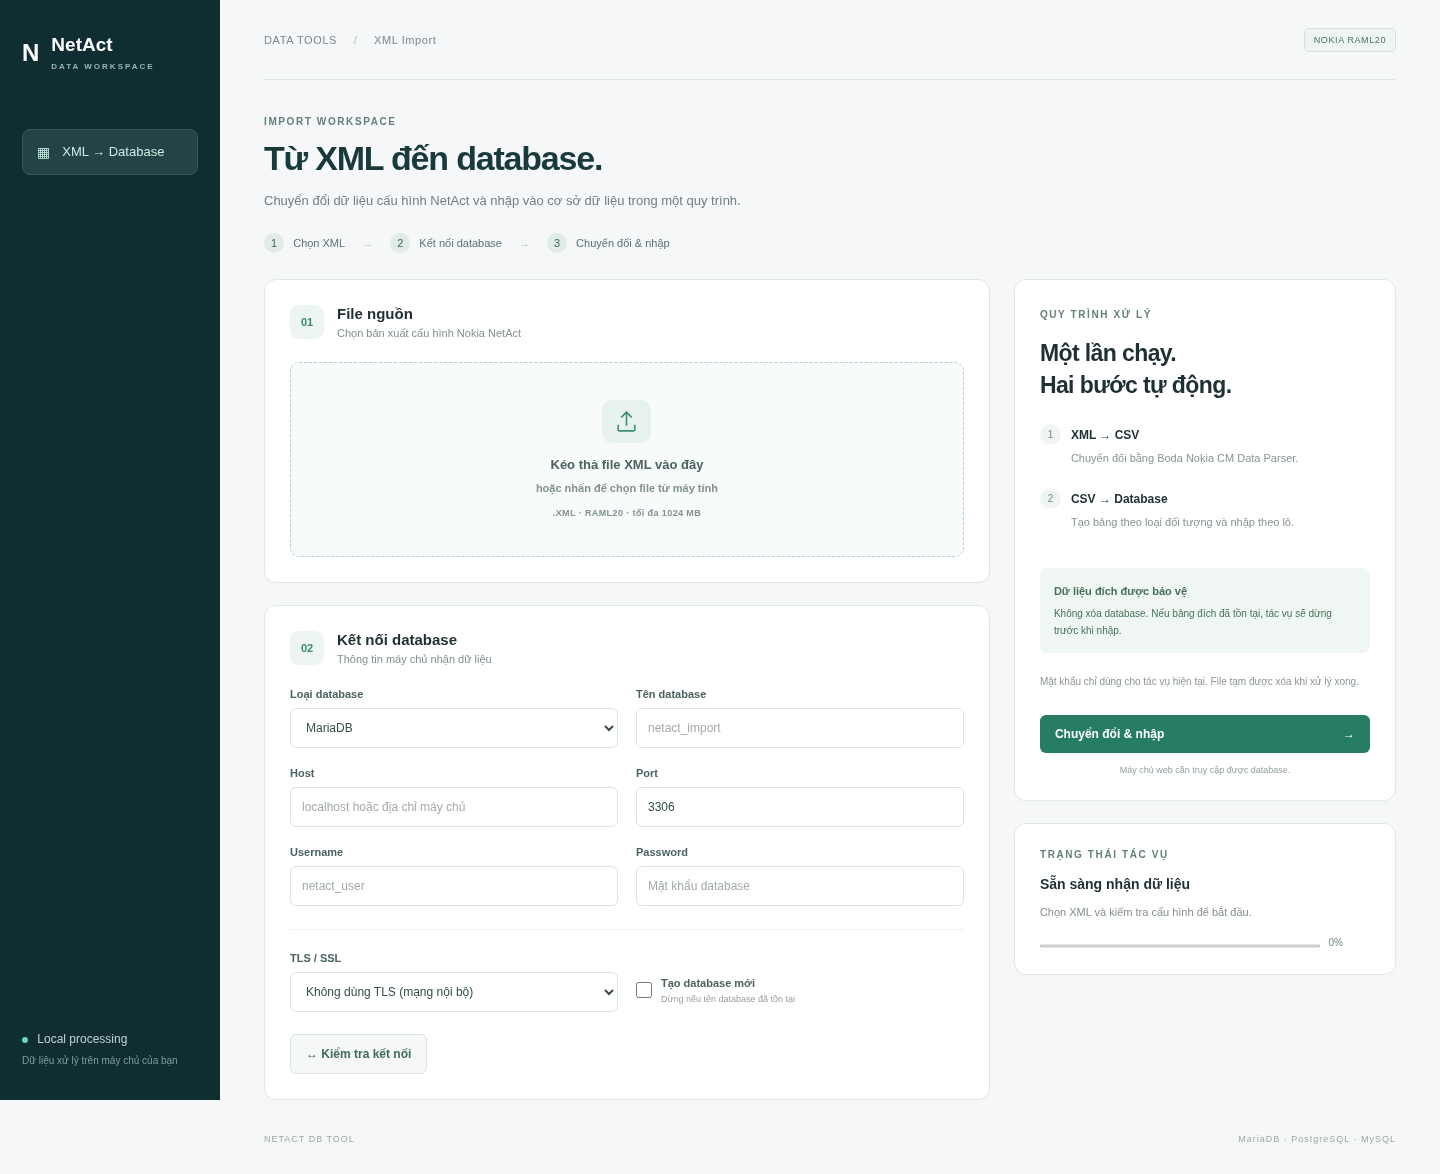 N NetAct
DATA WORKSPACE
XML → Database
Local processing
Dữ liệu xử lý trên máy chủ của bạn
DATA TOOLS / XML Import
NOKIA RAML20
IMPORT WORKSPACE
Từ XML đến database.
Chuyển đổi dữ liệu cấu hình NetAct và nhập vào cơ sở dữ liệu trong một quy trình.
1 Chọn XML → 2 Kết nối database → 3 Chuyển đổi & nhập
01 File nguồn
Chọn bản xuất cấu hình Nokia NetAct
Kéo thả file XML vào đây
hoặc nhấn để chọn file từ máy tính
.XML · RAML20 · tối đa 1024 MB
02 Kết nối database
Thông tin máy chủ nhận dữ liệu
Loại database
MariaDB
Tên database
netact_import
Host
localhost hoặc địa chỉ máy chủ
Port
3306
Username
netact_user
Password
Mật khẩu database
TLS / SSL
Không dùng TLS (mạng nội bộ)
Tạo database mới
Dừng nếu tên database đã tồn tại
↔ Kiểm tra kết nối
QUY TRÌNH XỬ LÝ
Một lần chạy.
Hai bước tự động.
1 XML → CSV
Chuyển đổi bằng Boda Nokia CM Data Parser.
2 CSV → Database
Tạo bảng theo loại đối tượng và nhập theo lô.
Dữ liệu đích được bảo vệ
Không xóa database. Nếu bảng đích đã tồn tại, tác vụ sẽ dừng
trước khi nhập.
Mật khẩu chỉ dùng cho tác vụ hiện tại. File tạm được xóa khi xử lý xong.
Chuyển đổi & nhập →
Máy chủ web cần truy cập được database.
TRẠNG THÁI TÁC VỤ
Sẵn sàng nhận dữ liệu
Chọn XML và kiểm tra cấu hình để bắt đầu.
0%
NETACT DB TOOL
MariaDB · PostgreSQL · MySQL